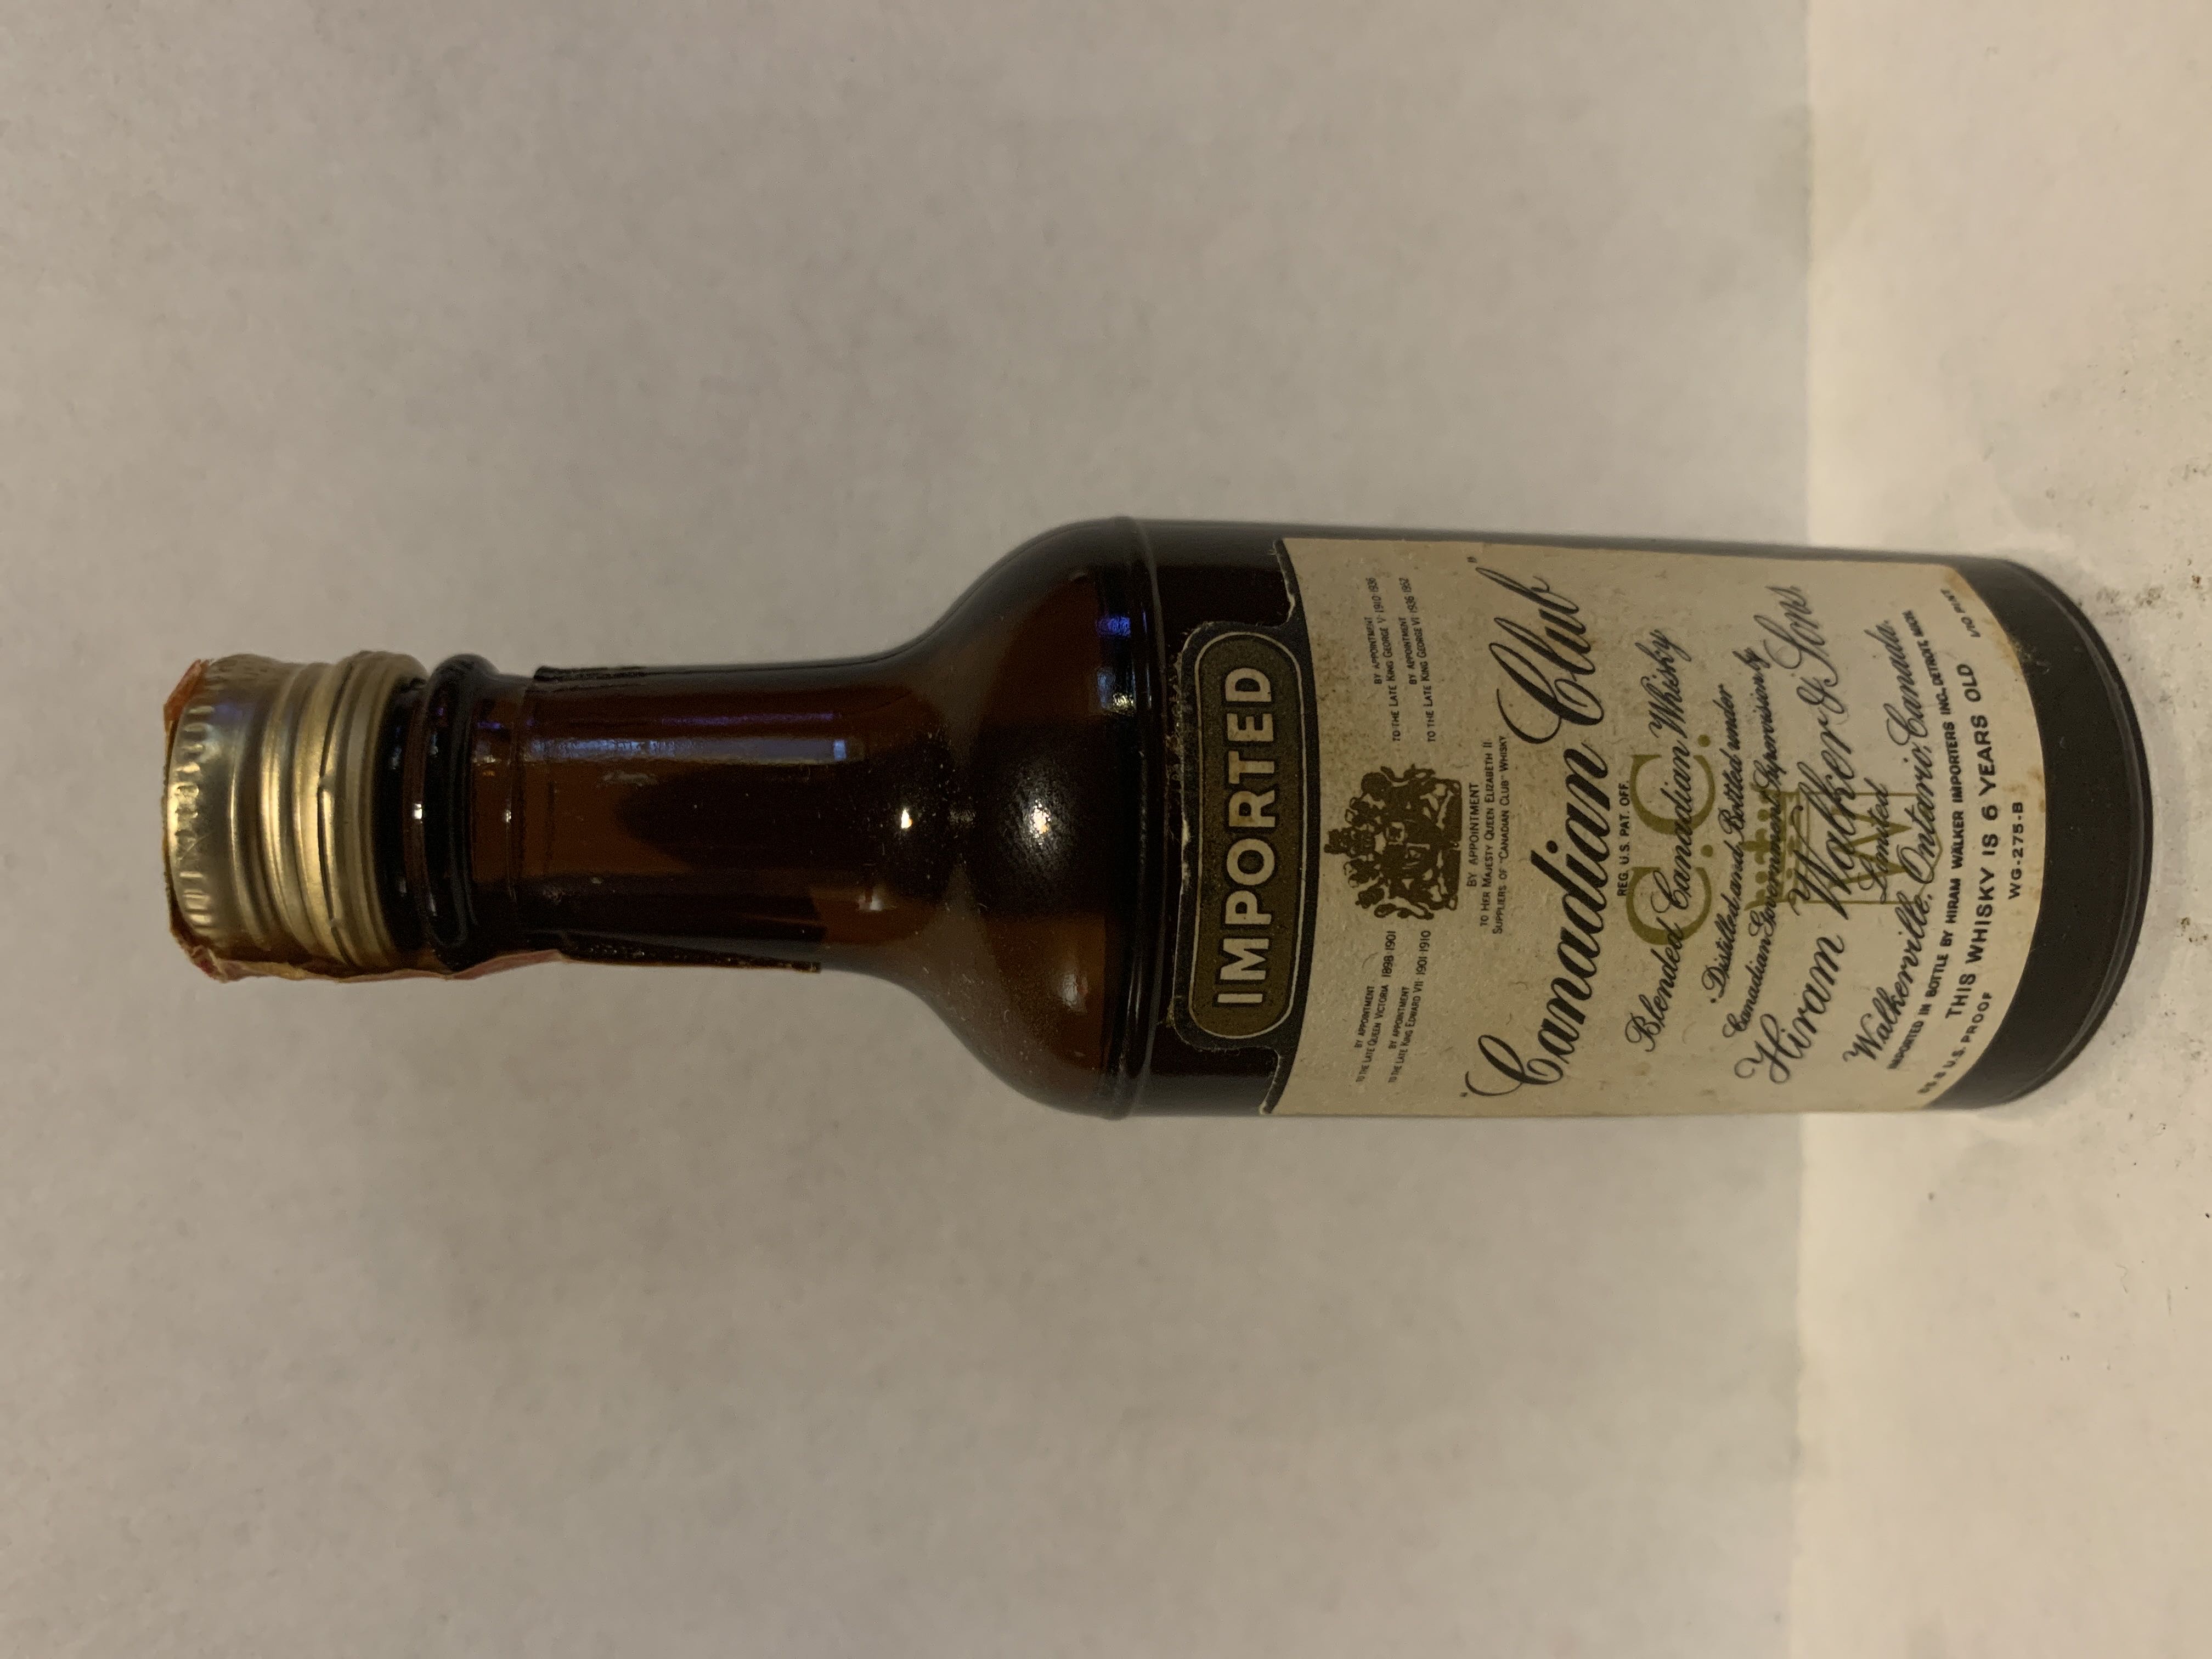 IMPORTED
BY APPOINTMENT
TO THE LATE QUEEN VICTORIA 1898-1901
BY APPOINTMENT
TO THE LATE KING EDWARD VII 1901-1910
BY APPOINTMENT
TO THE LATE KING GEORGE V 1910-1936
BY APPOINTMENT
TO THE LATE KING GEORGE VI 1936-1952
BY APPOINTMENT
TO HER MAJESTY QUEEN ELIZABETH II
SUPPLIERS OF "CANADIAN CLUB" WHISKY
"Canadian Club"
REG. U.S. PAT. OFF.
C.C.
Blended Canadian Whisky
Distilled and Bottled under
Canadian Government Supervision by
Hiram Walker & Sons
Limited
Walkerville, Ontario, Canada.
IMPORTED IN BOTTLE BY HIRAM WALKER IMPORTERS INC., DETROIT, MICH.
THIS WHISKY IS 6 YEARS OLD
U.S. PROOF
1/10 PINT
WG-275-B